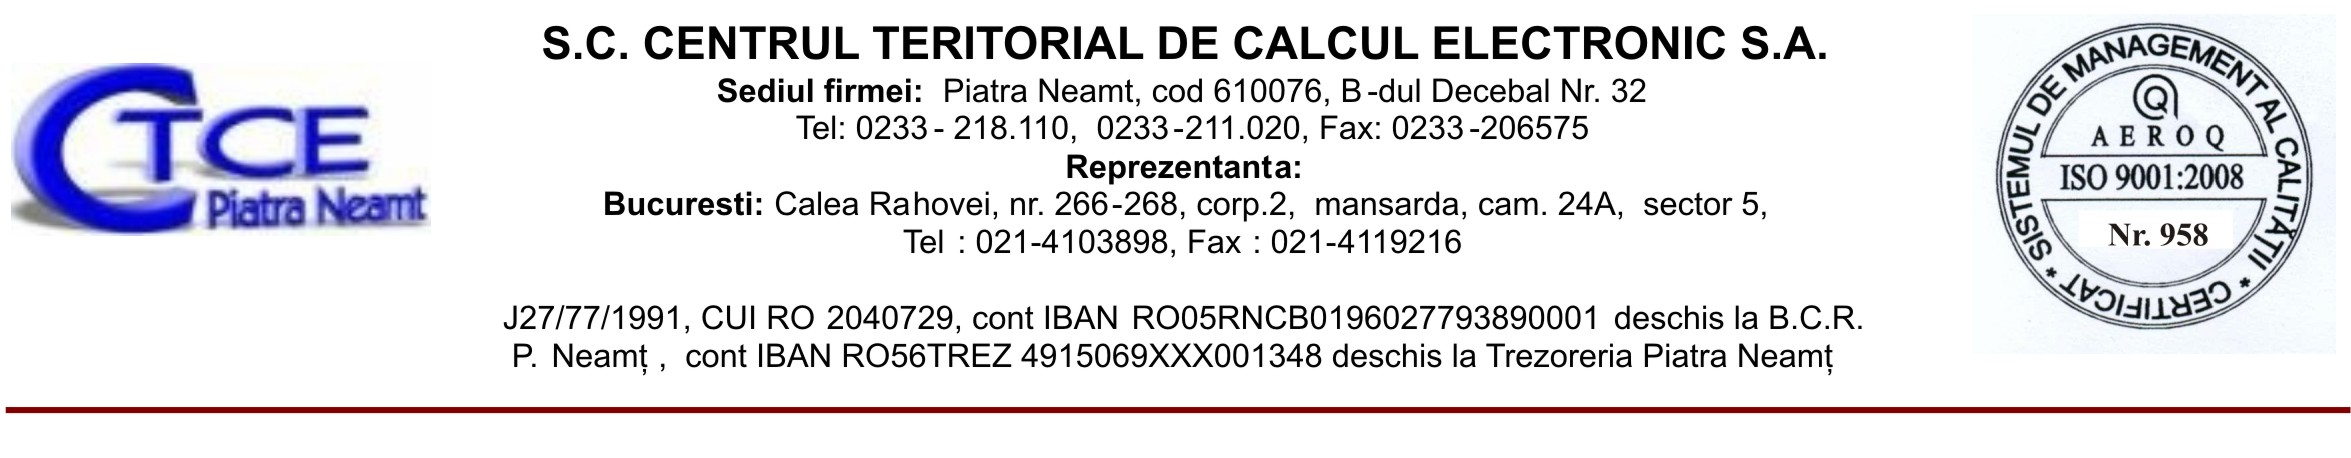 CTCE
Piatra Neamt
S.C. CENTRUL TERITORIAL DE CALCUL ELECTRONIC S.A.
Sediul firmei: Piatra Neamt, cod 610076, B-dul Decebal Nr. 32
Tel: 0233- 218.110, 0233-211.020, Fax: 0233-206575
Reprezentanta:
Bucuresti: Calea Rahovei, nr. 266-268, corp.2, mansarda, cam. 24A, sector 5,
Tel : 021-4103898, Fax : 021-4119216
J27/77/1991, CUI RO 2040729, cont IBAN RO05RNCB0196027793890001 deschis la B.C.R.
P. Neamţ , cont IBAN RO56TREZ 4915069XXX001348 deschis la Trezoreria Piatra Neamţ
* SISTEMUL DE MANAGEMENT AL CALITĂŢII *
AEROQ
ISO 9001:2008
Nr. 958
CERTIFICAT